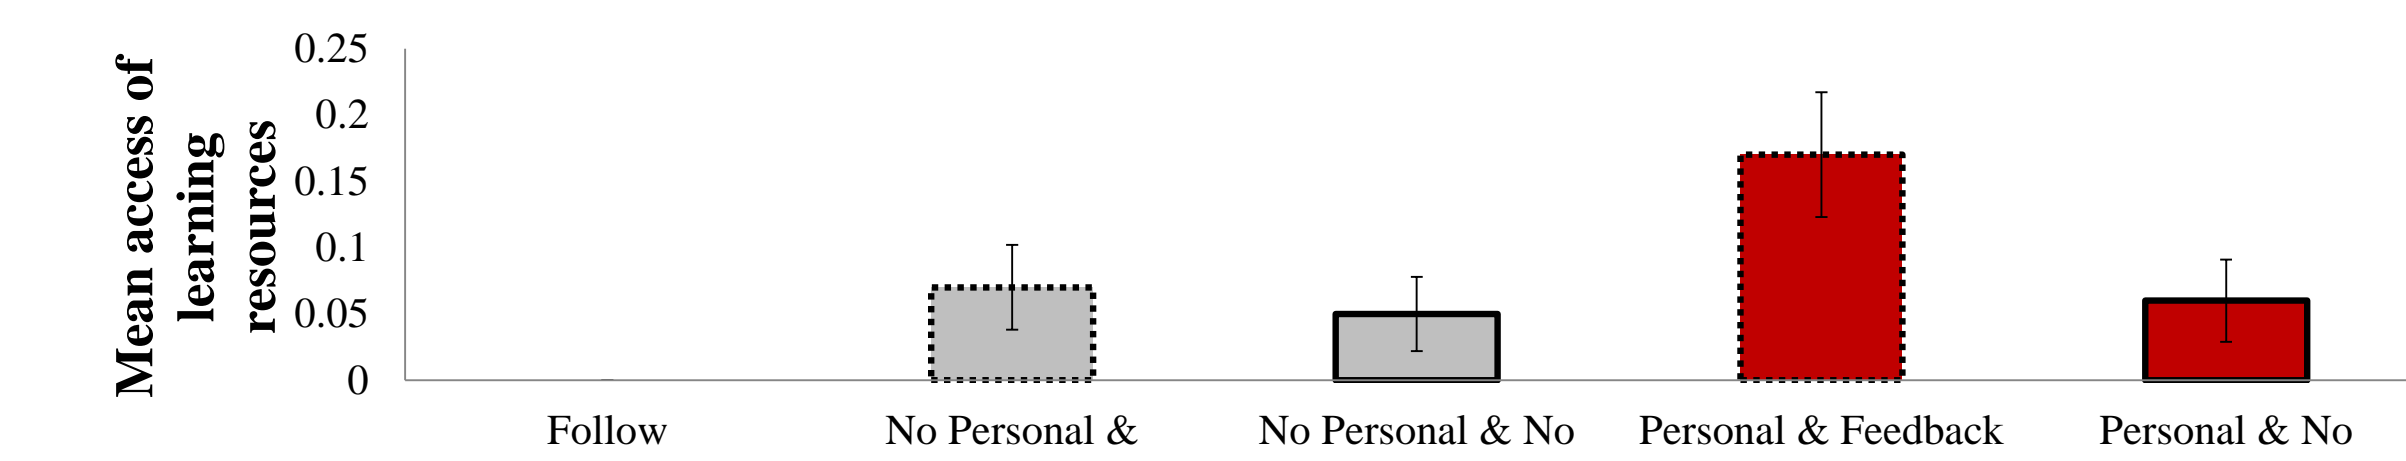 Mean access of
learning
resources
0.25
0.2
0.15
0.1
0.05
0
Follow
No Personal &
No Personal & No
Personal & Feedback
Personal & No